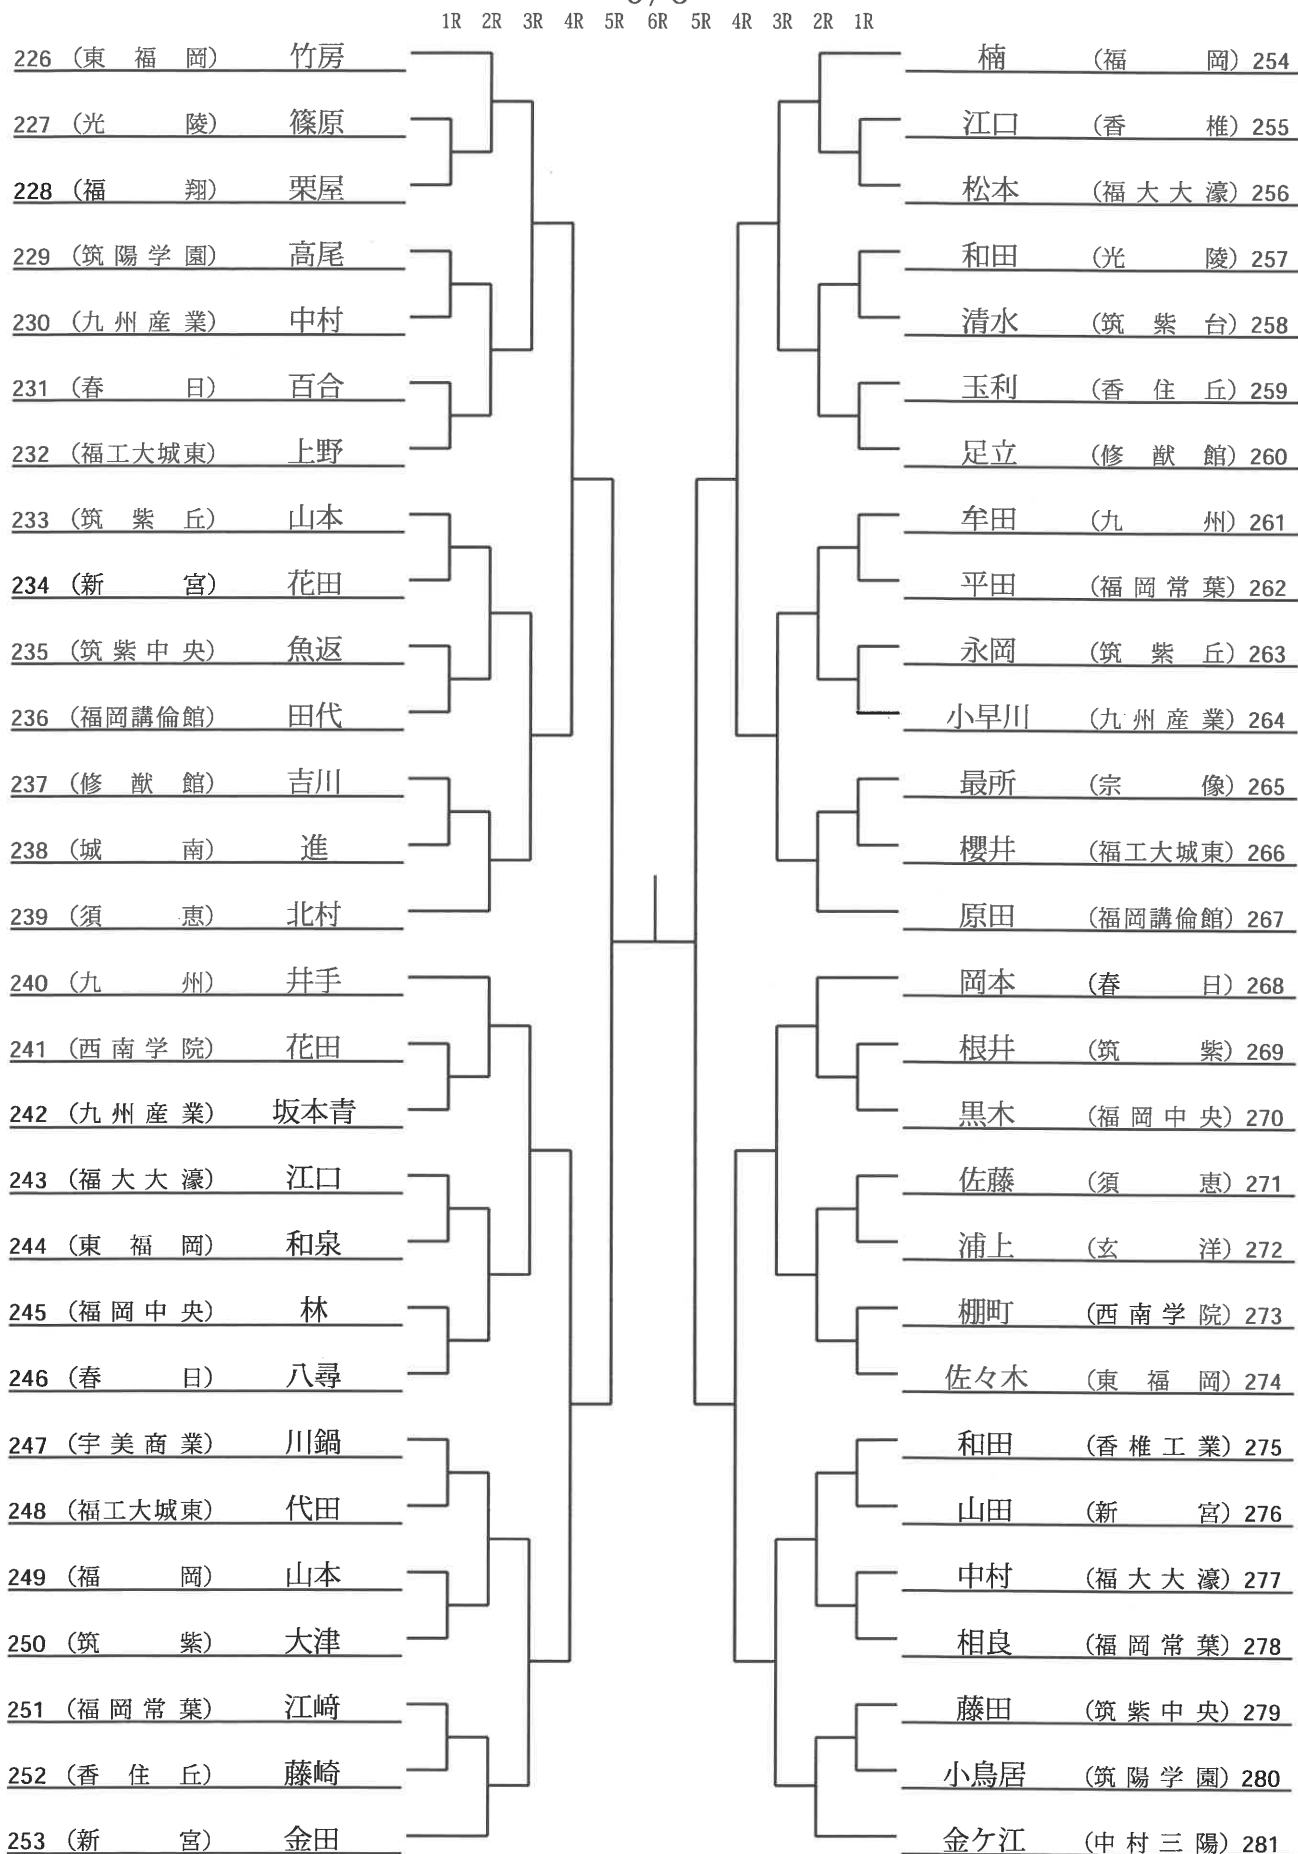 1R 2R 3R 4R 5R 6R 5R 4R 3R 2R 1R
226 (東福岡) 竹房
227 (光陵) 篠原
228 (福翔) 栗屋
229 (筑陽学園) 高尾
230 (九州産業) 中村
231 (春日) 百合
232 (福工大城東) 上野
233 (筑紫丘) 山本
234 (新宮) 花田
235 (筑紫中央) 魚返
236 (福岡講倫館) 田代
237 (修猷館) 吉川
238 (城南) 進
239 (須恵) 北村
240 (九州) 井手
241 (西南学院) 花田
242 (九州産業) 坂本青
243 (福大大濠) 江口
244 (東福岡) 和泉
245 (福岡中央) 林
246 (春日) 八尋
247 (宇美商業) 川鍋
248 (福工大城東) 代田
249 (福岡) 山本
250 (筑紫) 大津
251 (福岡常葉) 江﨑
252 (香住丘) 藤崎
253 (新宮) 金田
楠 (福岡) 254
江口 (香椎) 255
松本 (福大大濠) 256
和田 (光陵) 257
清水 (筑紫台) 258
玉利 (香住丘) 259
足立 (修猷館) 260
牟田 (九州) 261
平田 (福岡常葉) 262
永岡 (筑紫丘) 263
小早川 (九州産業) 264
最所 (宗像) 265
櫻井 (福工大城東) 266
原田 (福岡講倫館) 267
岡本 (春日) 268
根井 (筑紫) 269
黒木 (福岡中央) 270
佐藤 (須恵) 271
浦上 (玄洋) 272
棚町 (西南学院) 273
佐々木 (東福岡) 274
和田 (香椎工業) 275
山田 (新宮) 276
中村 (福大大濠) 277
相良 (福岡常葉) 278
藤田 (筑紫中央) 279
小鳥居 (筑陽学園) 280
金ケ江 (中村三陽) 281